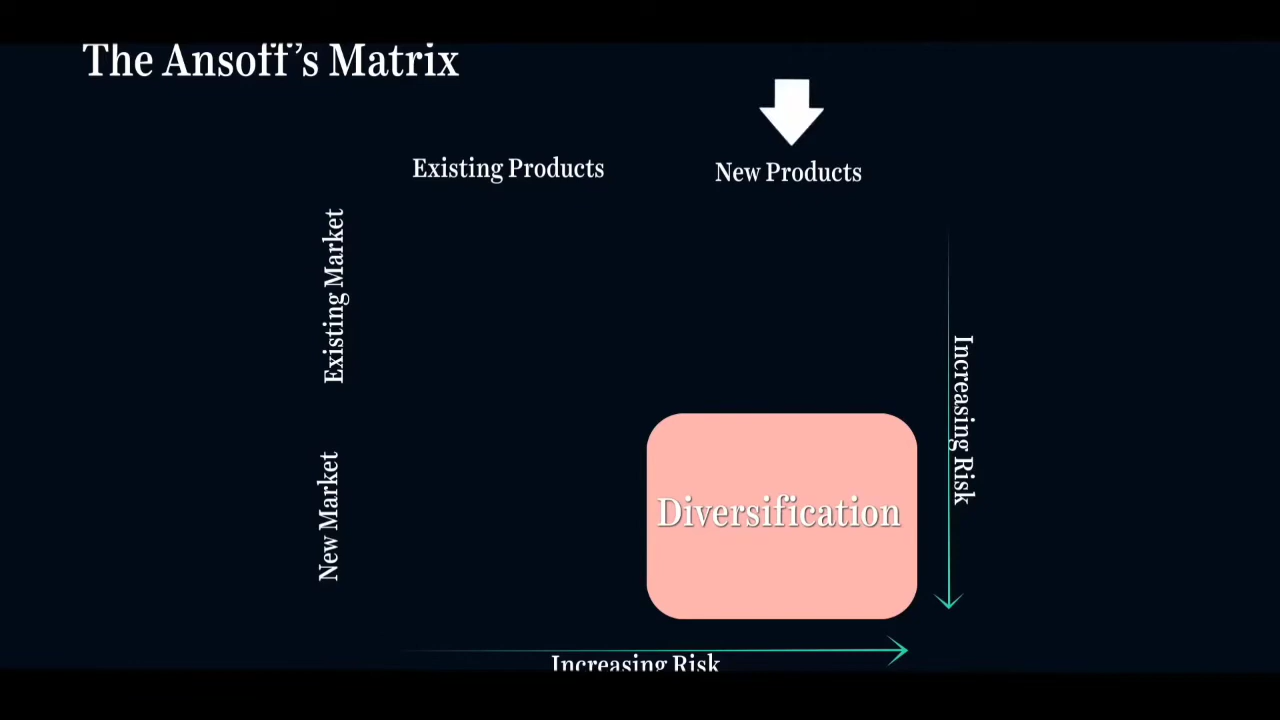 The Ansoff’s Matrix
Existing Products
New Products
Existing Market
Increasing Risk
New Market
Diversification
Increasing Risk